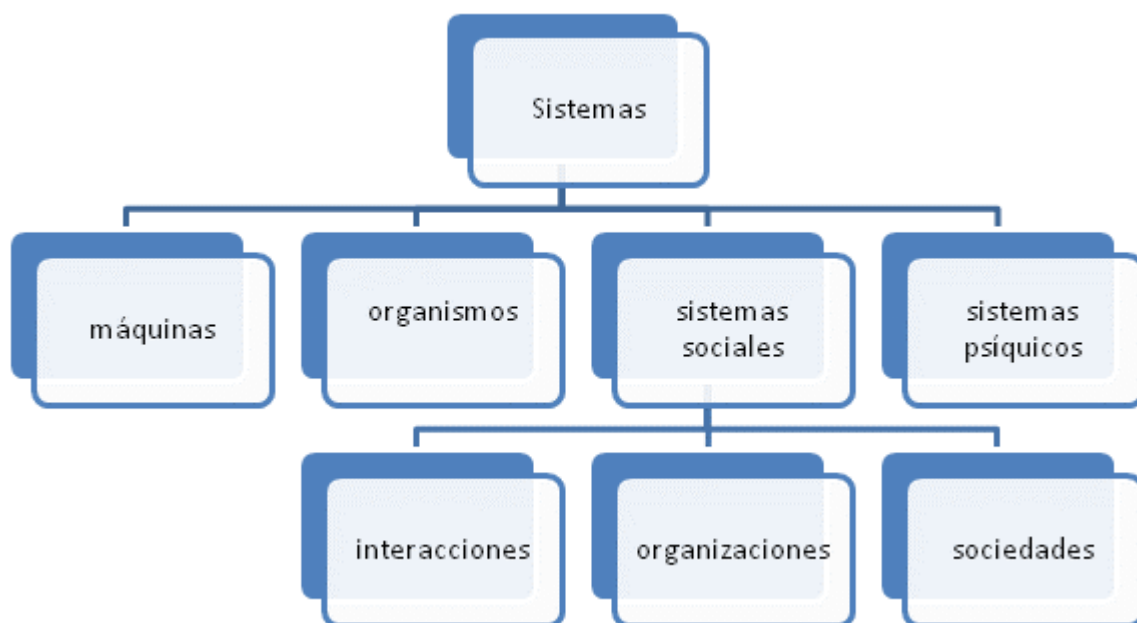 Sistemas
máquinas
organismos
sistemas
sociales
sistemas
psíquicos
interacciones
organizaciones
sociedades